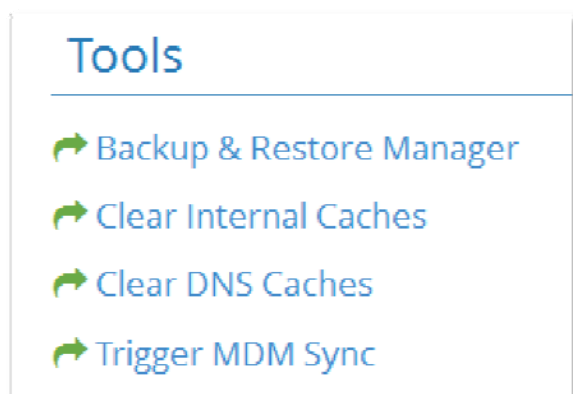 Tools
Backup & Restore Manager
Clear Internal Caches
Clear DNS Caches
Trigger MDM Sync